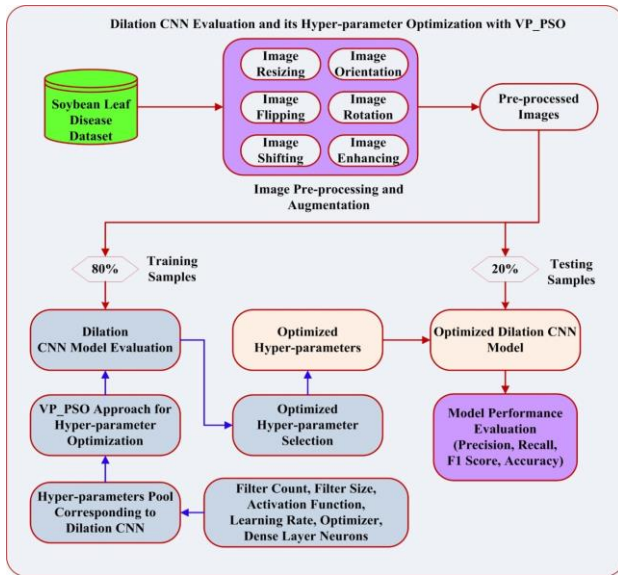 Dilation CNN Evaluation and its Hyper-parameter Optimization with VP_PSO
Soybean Leaf
Disease
Dataset
Image
Resizing
Image
Orientation
Image
Flipping
Image
Rotation
Image
Shifting
Image
Enhancing
Image Pre-processing and
Augmentation
Pre-processed
Images
80%
Training
Samples
20%
Testing
Samples
Dilation
CNN Model Evaluation
Optimized
Hyper-parameters
Optimized Dilation CNN
Model
VP_PSO Approach for
Hyper-parameter
Optimization
Optimized
Hyper-parameter
Selection
Model Performance
Evaluation
(Precision, Recall,
F1 Score, Accuracy)
Hyper-parameters Pool
Corresponding to
Dilation CNN
Filter Count, Filter Size,
Activation Function,
Learning Rate, Optimizer,
Dense Layer Neurons